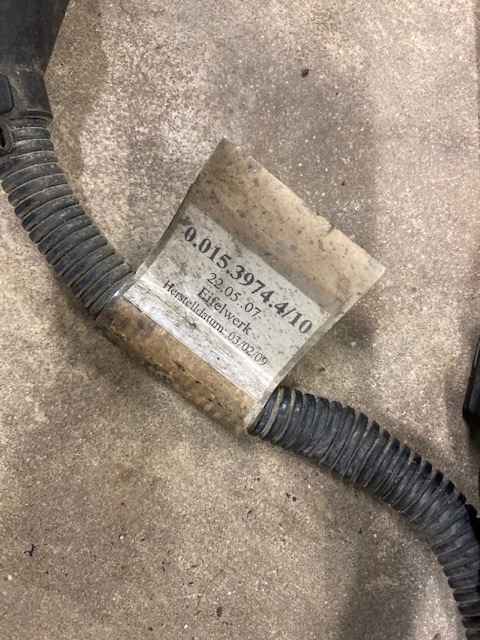 0.015.3974.4/10
22.05 .07.
Eifelwerk
Herstelldatum: 03/02/09